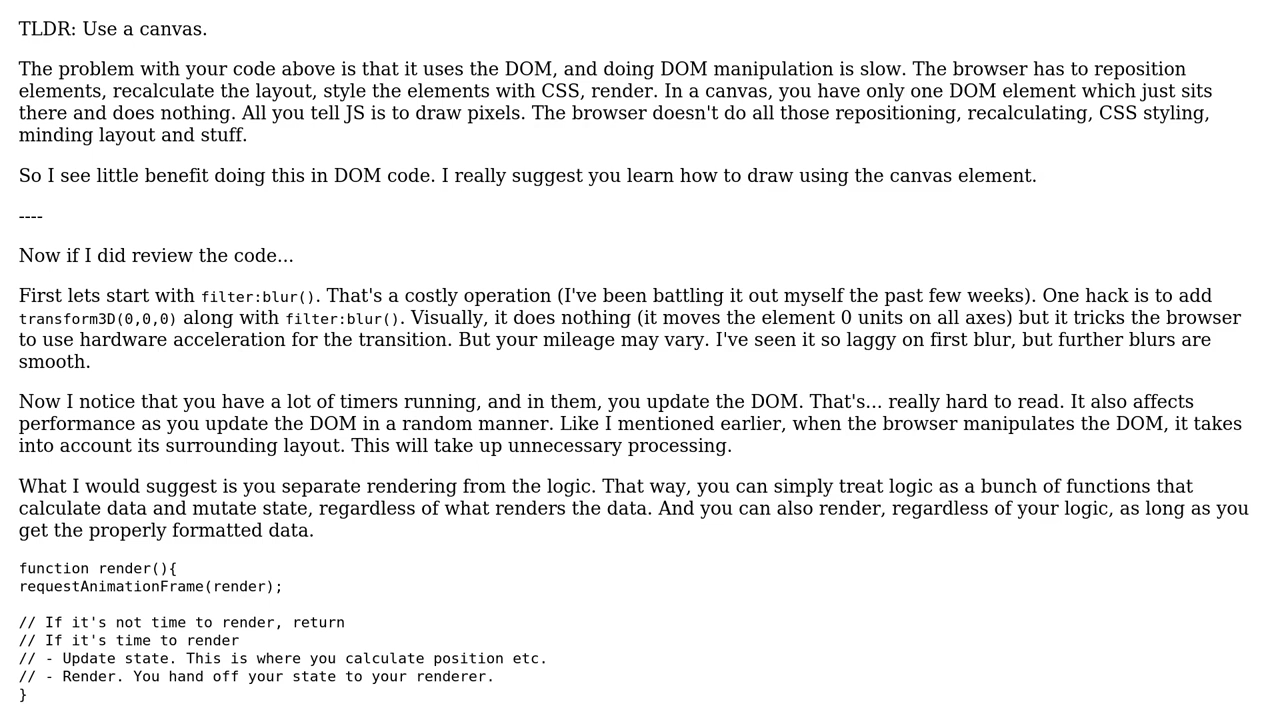 TLDR: Use a canvas.
The problem with your code above is that it uses the DOM, and doing DOM manipulation is slow. The browser has to reposition
elements, recalculate the layout, style the elements with CSS, render. In a canvas, you have only one DOM element which just sits
there and does nothing. All you tell JS is to draw pixels. The browser doesn't do all those repositioning, recalculating, CSS styling,
minding layout and stuff.
So I see little benefit doing this in DOM code. I really suggest you learn how to draw using the canvas element.
----
Now if I did review the code...
First lets start with filter:blur(). That's a costly operation (I've been battling it out myself the past few weeks). One hack is to add
transform3D(0,0,0) along with filter:blur(). Visually, it does nothing (it moves the element 0 units on all axes) but it tricks the browser
to use hardware acceleration for the transition. But your mileage may vary. I've seen it so laggy on first blur, but further blurs are
smooth.
Now I notice that you have a lot of timers running, and in them, you update the DOM. That's... really hard to read. It also affects
performance as you update the DOM in a random manner. Like I mentioned earlier, when the browser manipulates the DOM, it takes
into account its surrounding layout. This will take up unnecessary processing.
What I would suggest is you separate rendering from the logic. That way, you can simply treat logic as a bunch of functions that
calculate data and mutate state, regardless of what renders the data. And you can also render, regardless of your logic, as long as you
get the properly formatted data.
function render(){
requestAnimationFrame(render);
// If it's not time to render, return
// If it's time to render
// - Update state. This is where you calculate position etc.
// - Render. You hand off your state to your renderer.
}